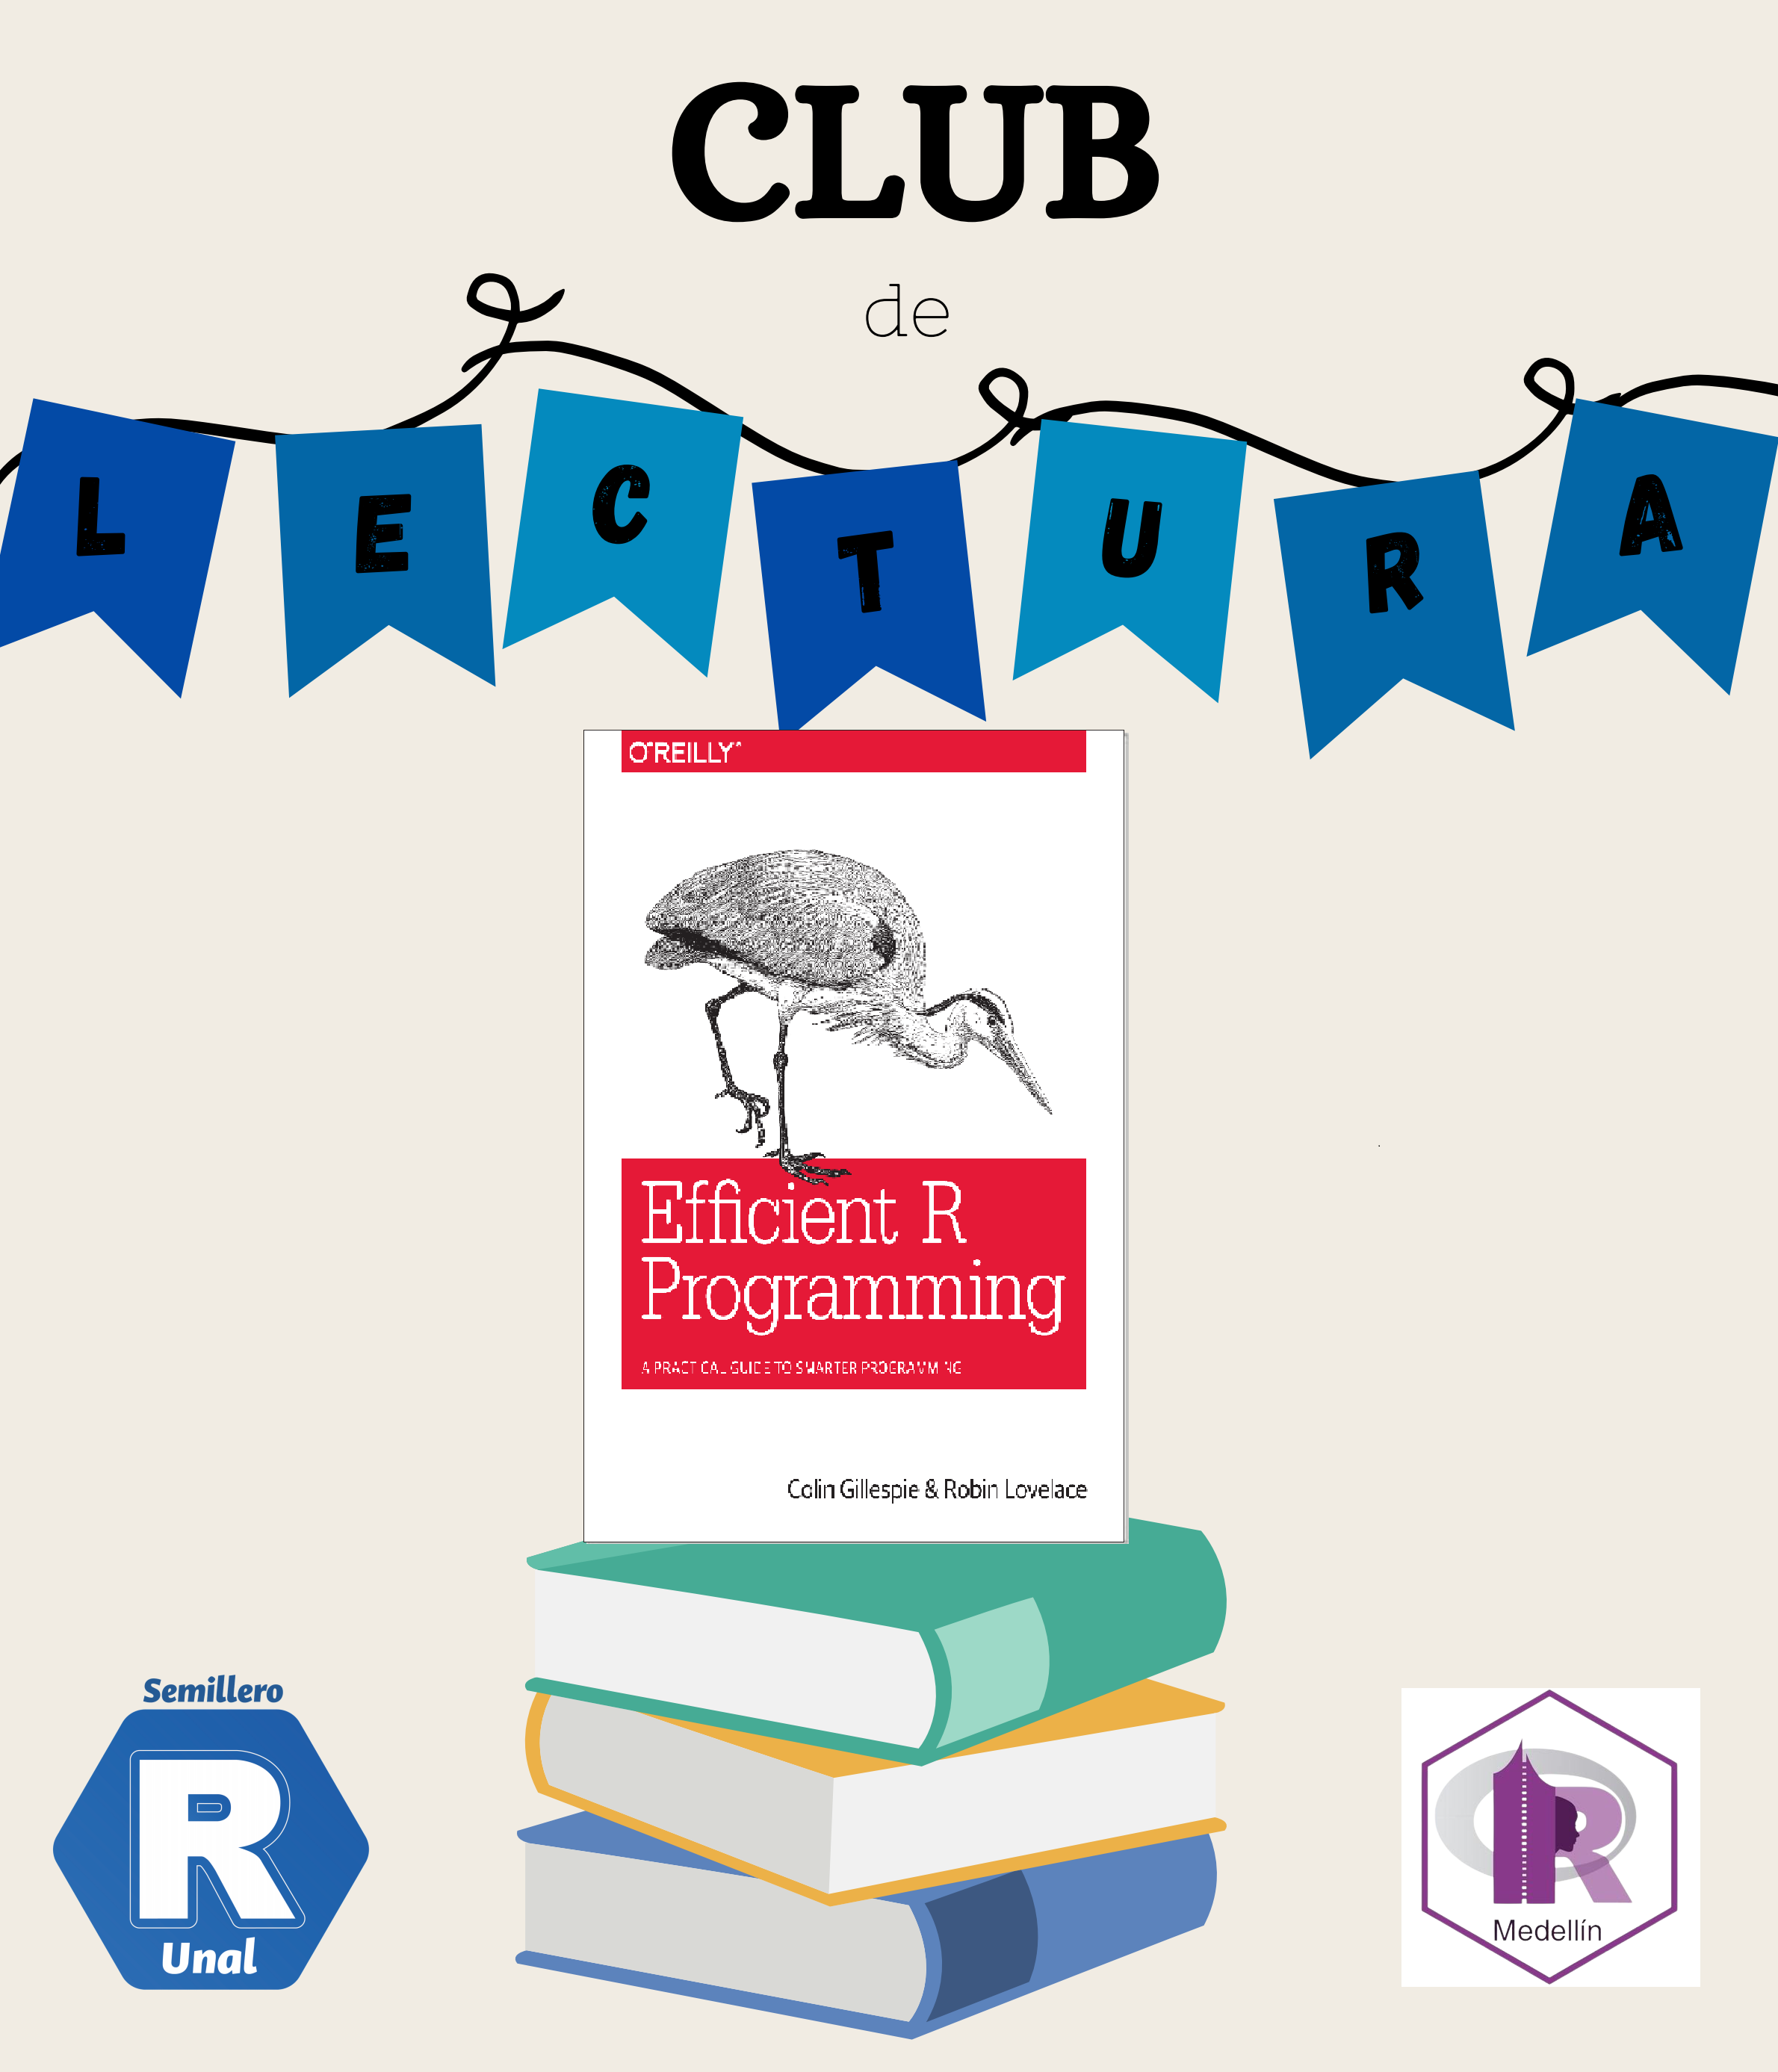 CLUB
de
LECTURA
O'REILLY®
Efficient R
Programming
A PRACTICAL GUIDE TO SMARTER PROGRAMMING
Colin Gillespie & Robin Lovelace
Semillero
R
Unal
R
Medellín